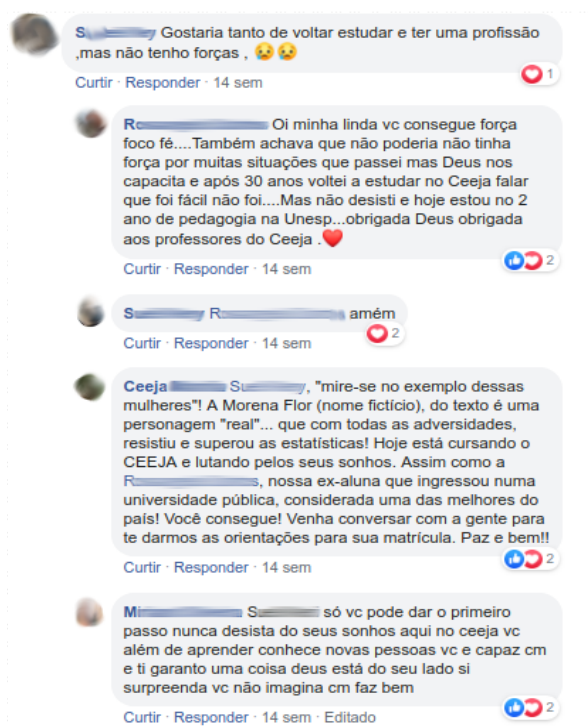 Gostaria tanto de voltar estudar e ter uma profissão
,mas não tenho forças , 😢😢
1
Curtir · Responder · 14 sem
Oi minha linda vc consegue força
foco fé....Também achava que não poderia não tinha
força por muitas situações que passei mas Deus nos
capacita e após 30 anos voltei a estudar no Ceeja falar
que foi fácil não foi....Mas não desisti e hoje estou no 2
ano de pedagogia na Unesp...obrigada Deus obrigada
aos professores do Ceeja .❤️
2
Curtir · Responder · 14 sem
amém
2
Curtir · Responder · 14 sem
Ceeja , "mire-se no exemplo dessas
mulheres"! A Morena Flor (nome fictício), do texto é uma
personagem "real"... que com todas as adversidades,
resistiu e superou as estatísticas! Hoje está cursando o
CEEJA e lutando pelos seus sonhos. Assim como a
, nossa ex-aluna que ingressou numa
universidade pública, considerada uma das melhores do
país! Você consegue! Venha conversar com a gente para
te darmos as orientações para sua matrícula. Paz e bem!!
2
Curtir · Responder · 14 sem
só vc pode dar o primeiro
passo nunca desista do seus sonhos aqui no ceeja vc
além de aprender conhece novas pessoas vc e capaz cm
e ti garanto uma coisa deus está do seu lado si
surpreenda vc não imagina cm faz bem
2
Curtir · Responder · 14 sem · Editado